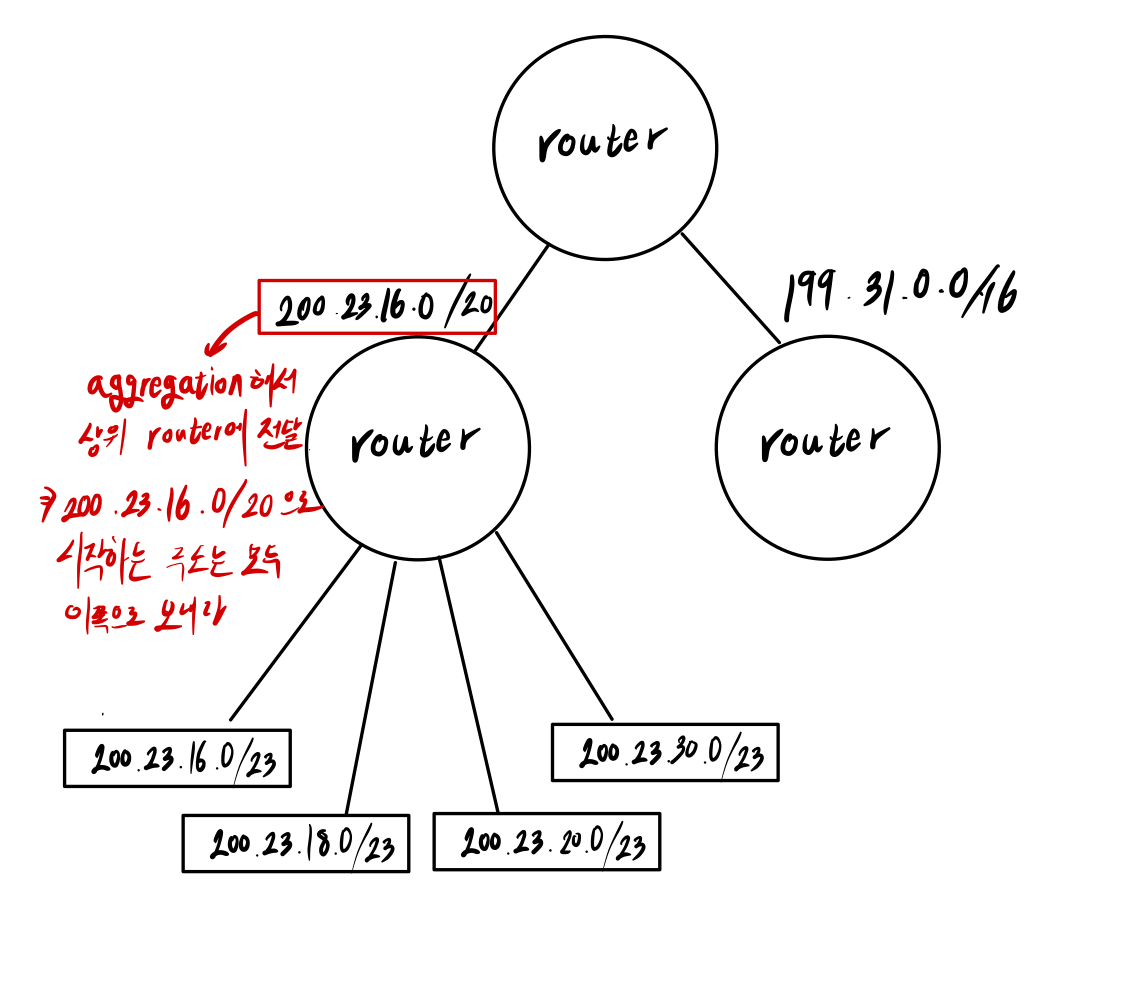 router
200.23.16.0/20
199.31.0.0/16
aggregation해서
상위 router에 전달
⇒ 200.23.16.0/20으로
시작하는 주소는 모두
이쪽으로 보내라
router
router
200.23.16.0/23
200.23.30.0/23
200.23.18.0/23
200.23.20.0/23